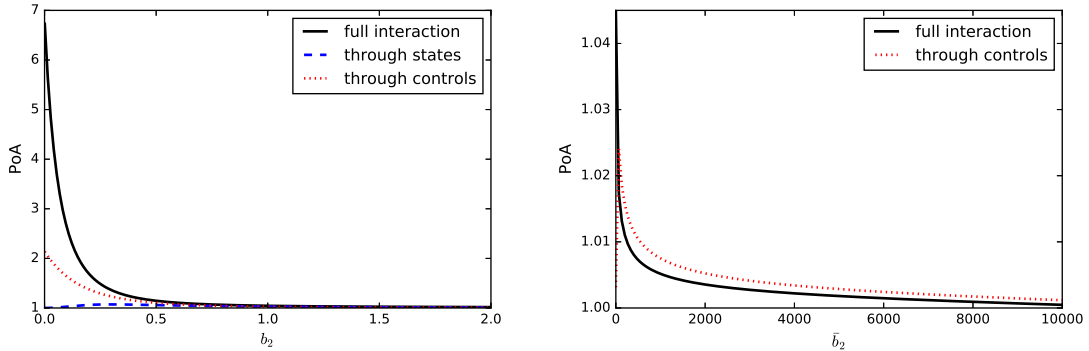 7
6
5
4
3
2
1
PoA
0.0
0.5
1.0
1.5
2.0
b₂
full interaction
through states
through controls
1.04
1.03
1.02
1.01
1.00
PoA
0
2000
4000
6000
8000
10000
b̄₂
full interaction
through controls